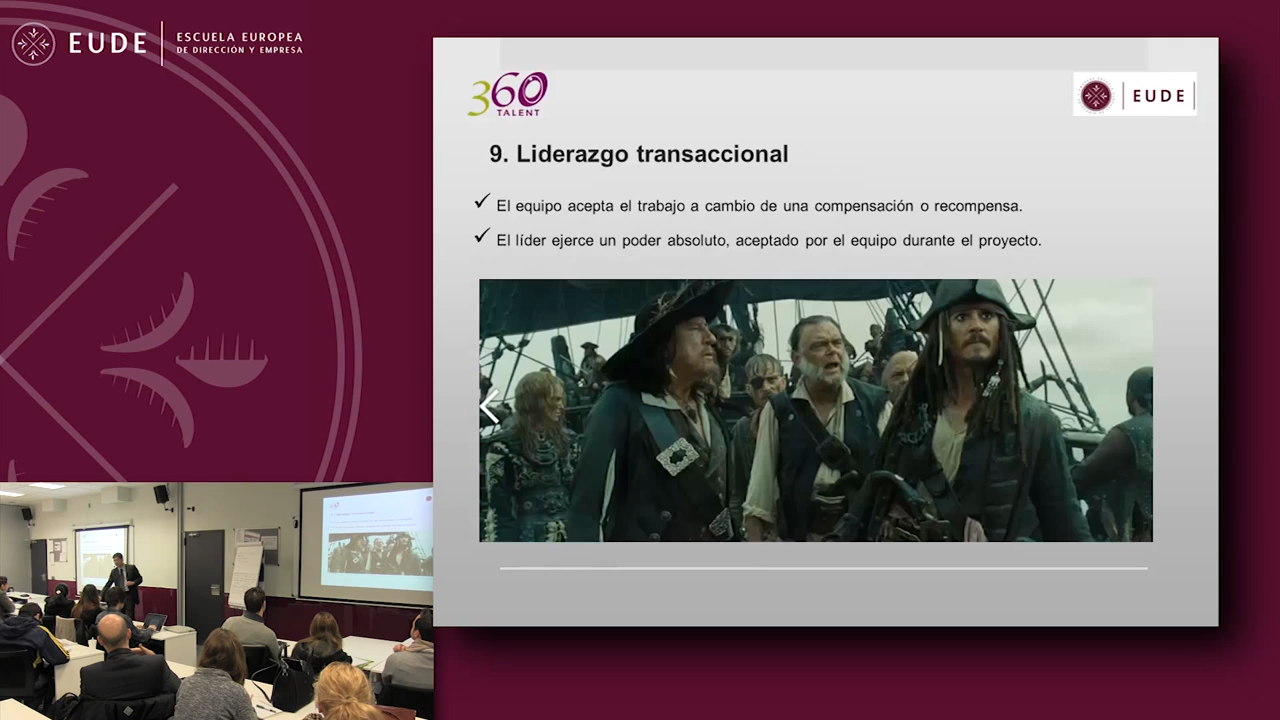 EUDE
ESCUELA EUROPEA
DE DIRECCIÓN Y EMPRESA
360
TALENT
EUDE
9. Liderazgo transaccional
✓ El equipo acepta el trabajo a cambio de una compensación o recompensa.
✓ El líder ejerce un poder absoluto, aceptado por el equipo durante el proyecto.